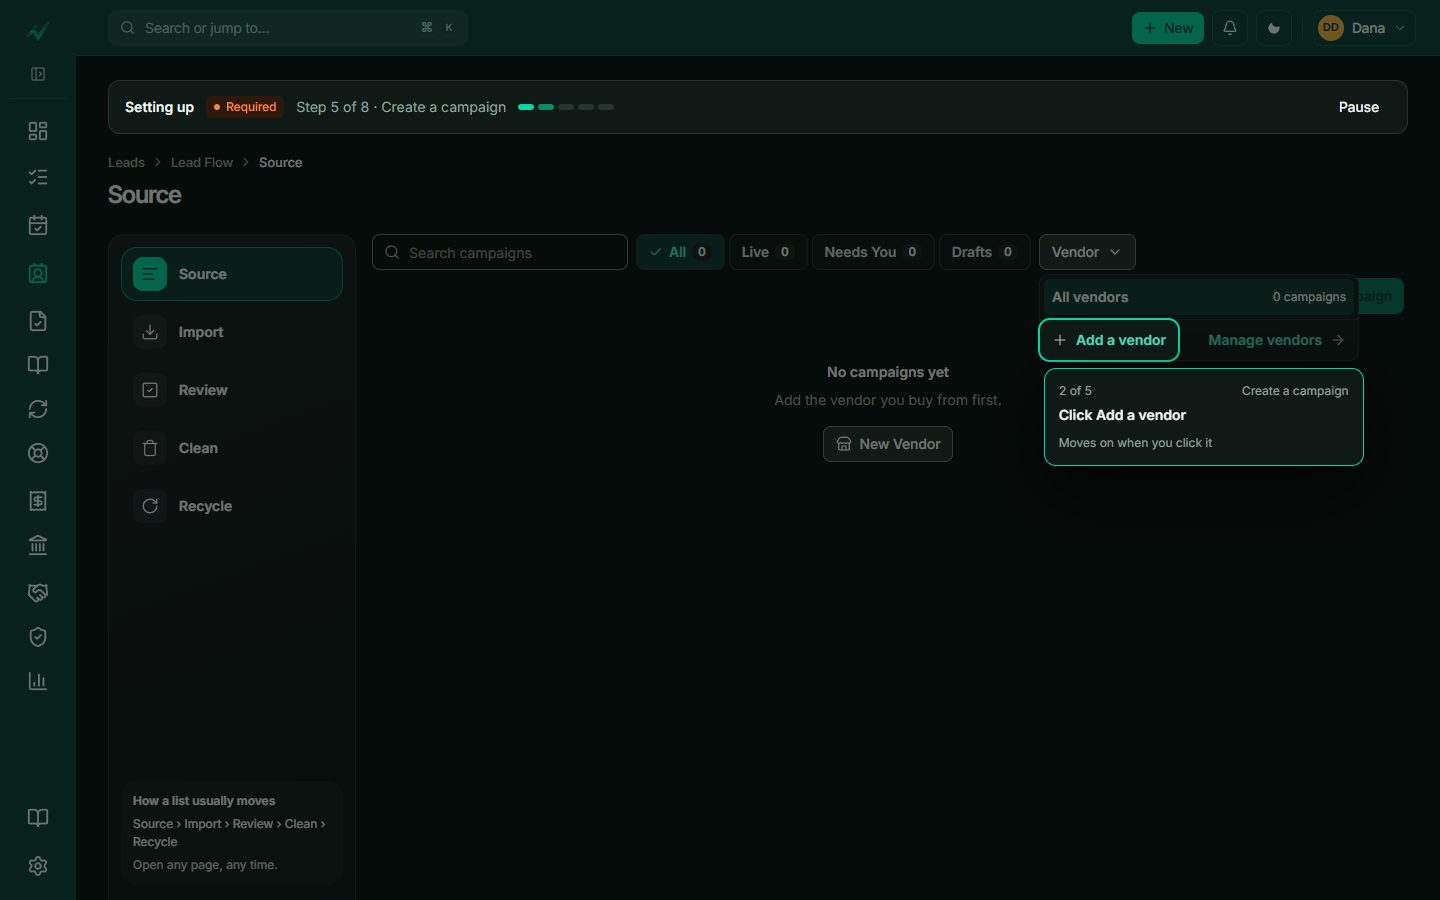 Search or jump to...
⌘ K
New
DD
Dana
Setting up
Required
Step 5 of 8 · Create a campaign
Pause
Leads > Lead Flow > Source
Source
Source
Import
Review
Clean
Recycle
How a list usually moves
Source › Import › Review › Clean ›
Recycle
Open any page, any time.
Search campaigns
All 0
Live 0
Needs You 0
Drafts 0
Vendor
All vendors
0 campaigns
Add a vendor
Manage vendors
2 of 5
Create a campaign
Click Add a vendor
Moves on when you click it
No campaigns yet
Add the vendor you buy from first.
New Vendor